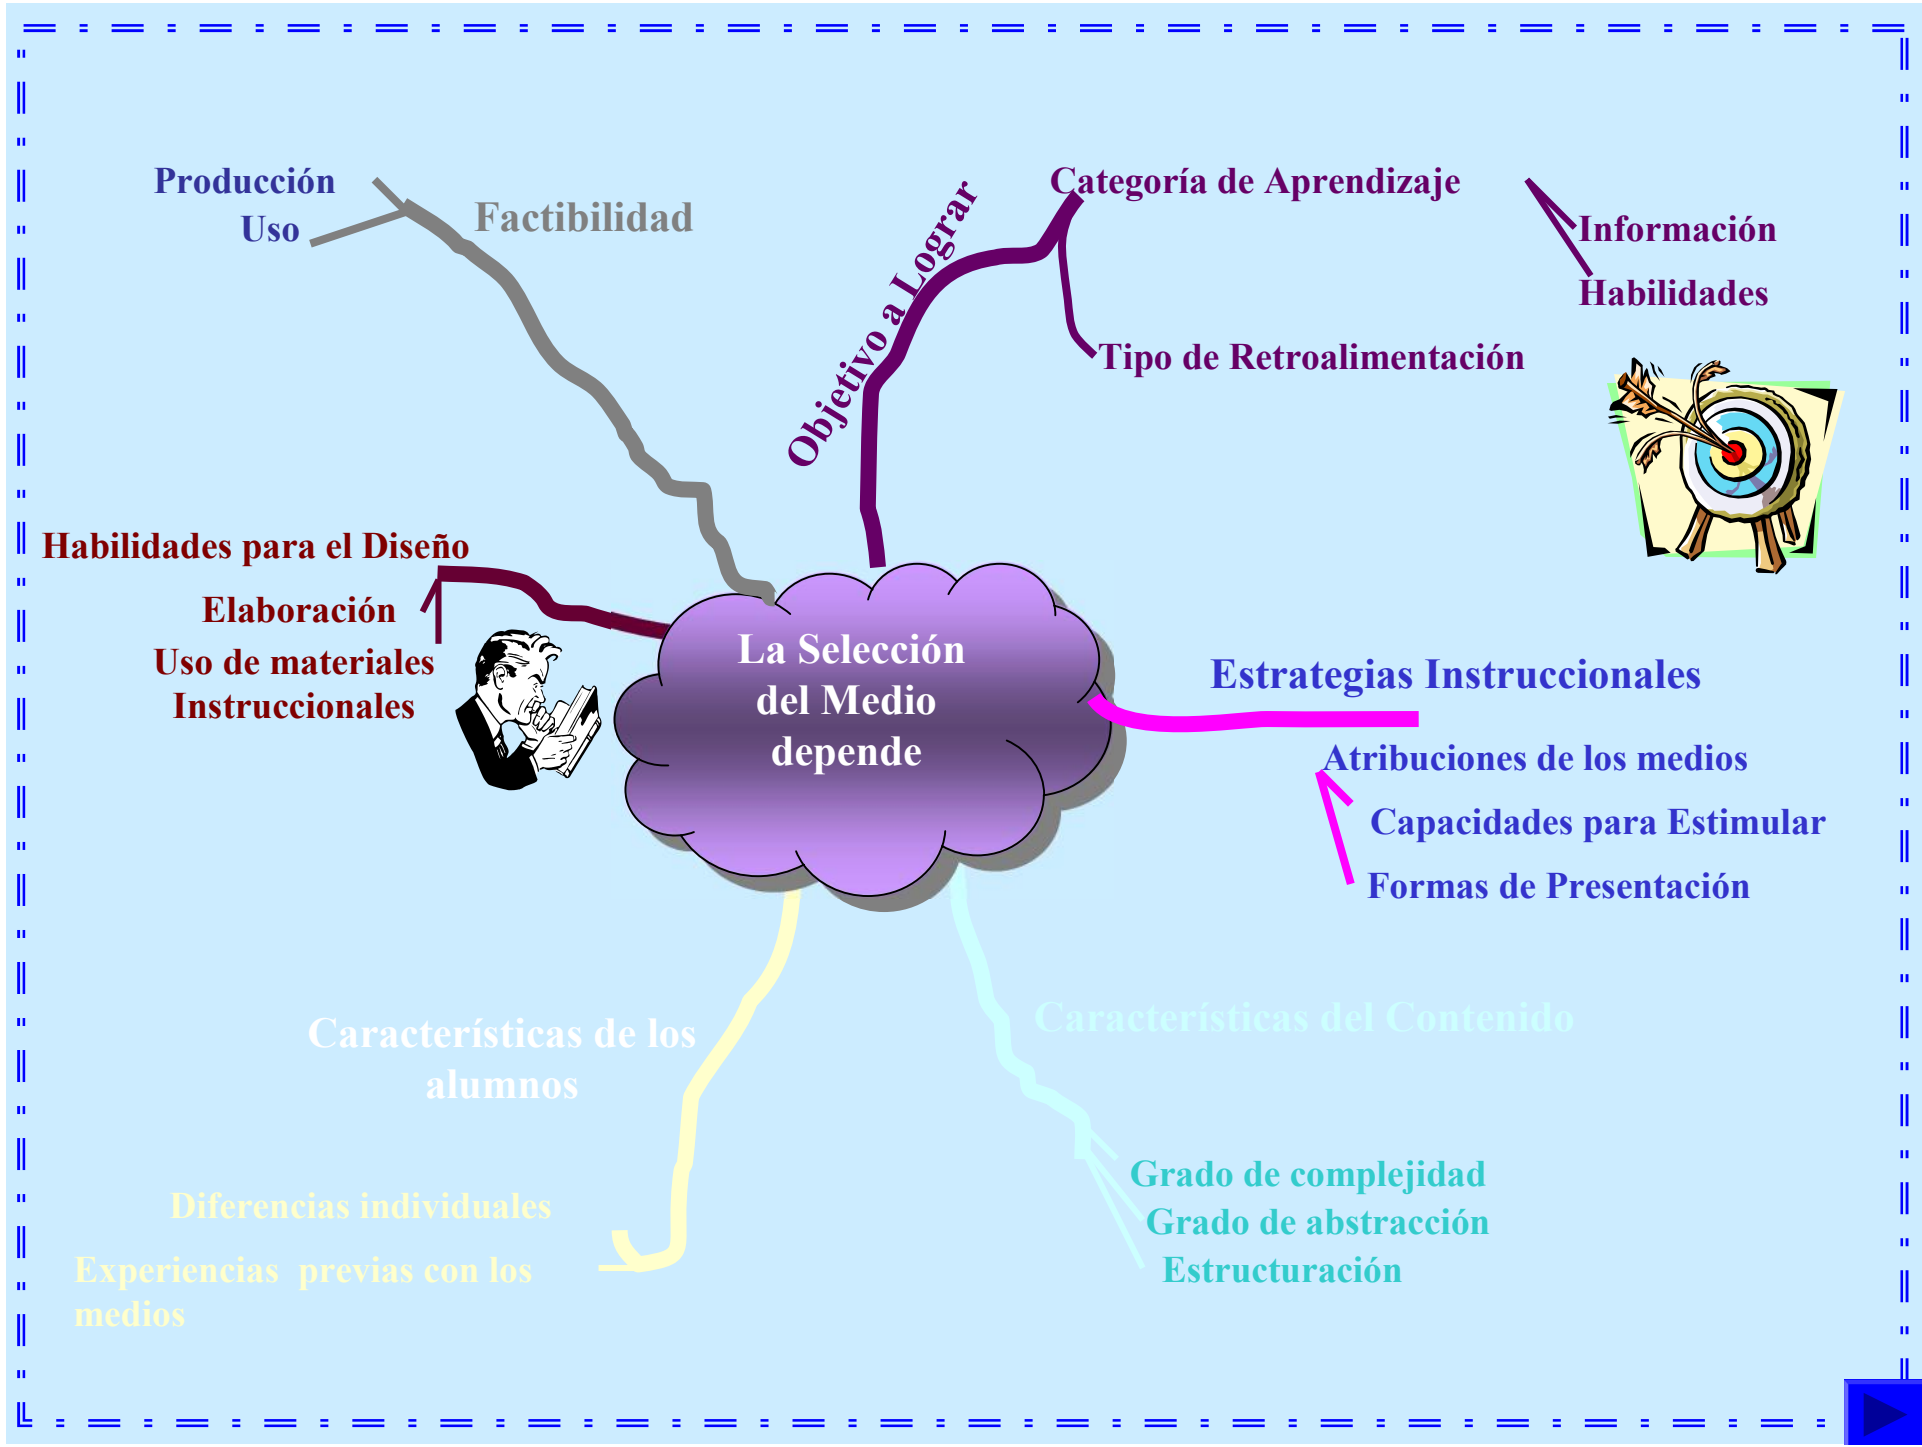 Producción
Uso
Factibilidad
Objetivo a Lograr
Categoría de Aprendizaje
Información
Habilidades
Tipo de Retroalimentación
Habilidades para el Diseño
Elaboración
Uso de materiales
Instruccionales
La Selección
del Medio
depende
Estrategias Instruccionales
Atribuciones de los medios
Capacidades para Estimular
Formas de Presentación
Características de los
alumnos
Diferencias individuales
Experiencias previas con los
medios
Características del Contenido
Grado de complejidad
Grado de abstracción
Estructuración